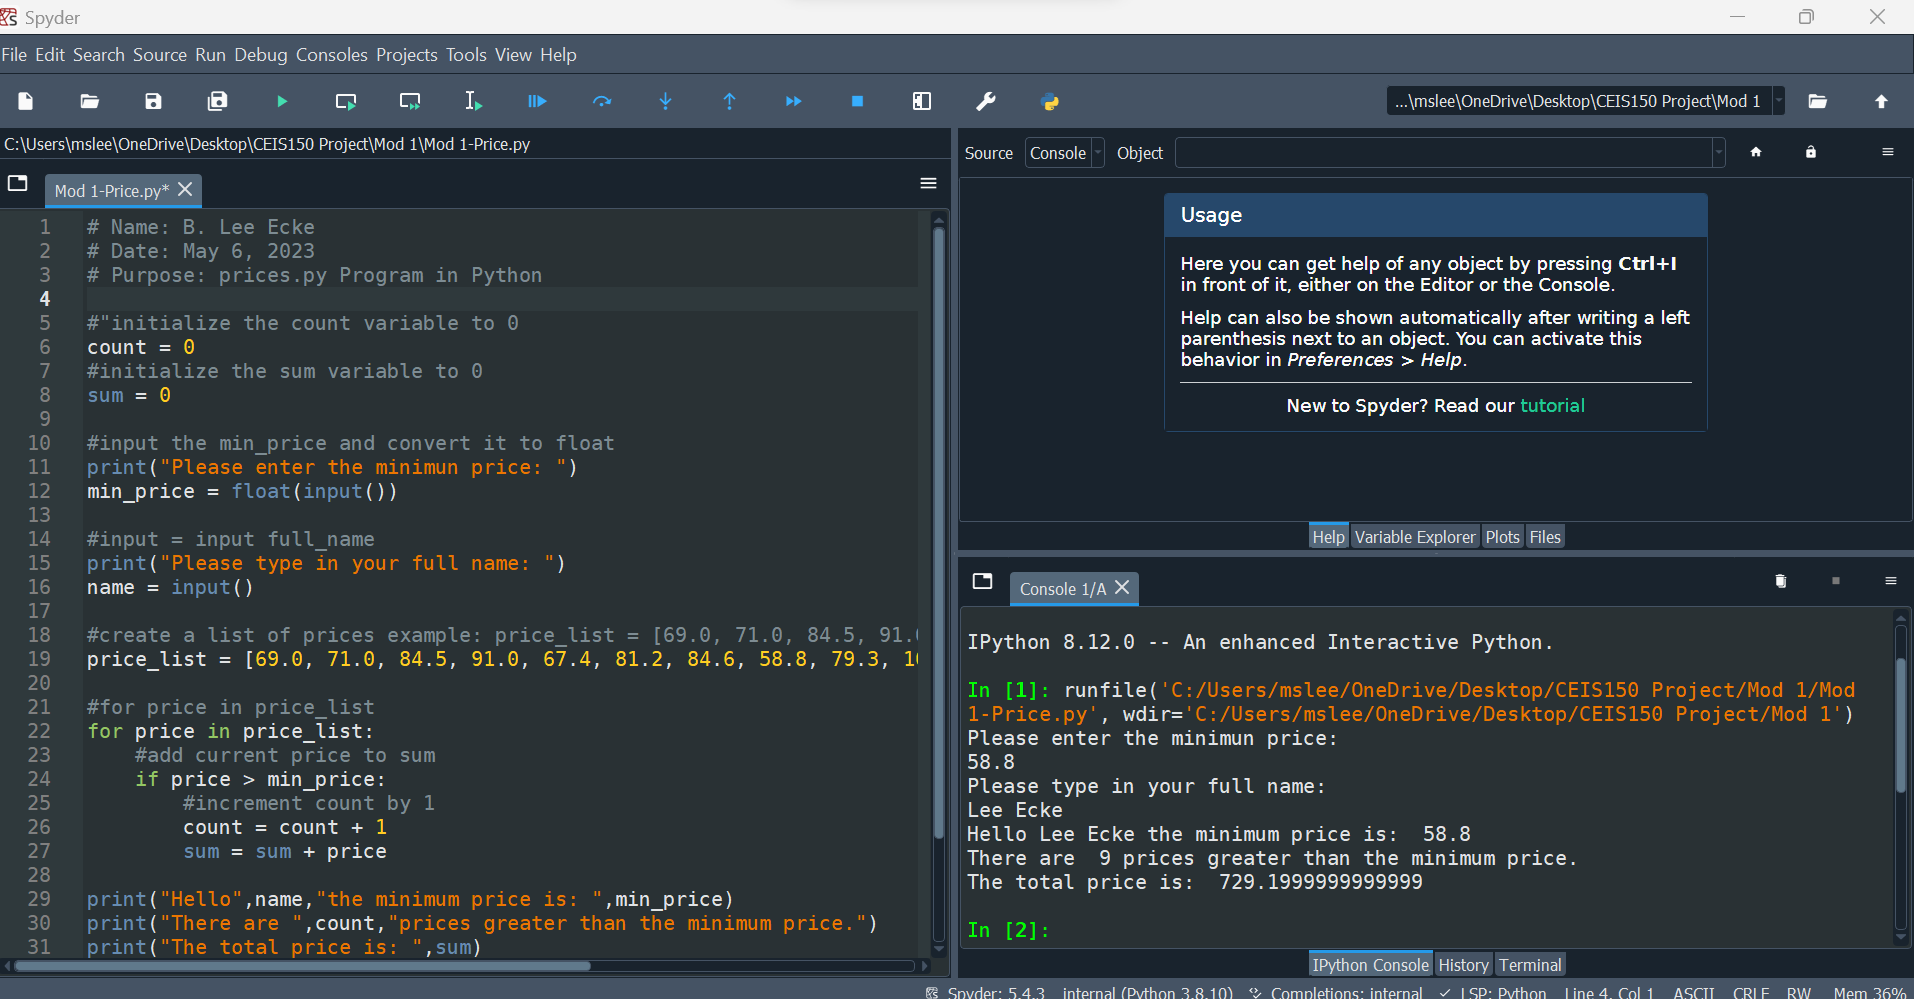 Spyder
File Edit Search Source Run Debug Consoles Projects Tools View Help
...\mslee\OneDrive\Desktop\CEIS150 Project\Mod 1
C:\Users\mslee\OneDrive\Desktop\CEIS150 Project\Mod 1\Mod 1-Price.py
Mod 1-Price.py*
1 # Name: B. Lee Ecke
2 # Date: May 6, 2023
3 # Purpose: prices.py Program in Python
4
5 #"initialize the count variable to 0
6 count = 0
7 #initialize the sum variable to 0
8 sum = 0
9
10 #input the min_price and convert it to float
11 print("Please enter the minimun price: ")
12 min_price = float(input())
13
14 #input = input full_name
15 print("Please type in your full name: ")
16 name = input()
17
18 #create a list of prices example: price_list = [69.0, 71.0, 84.5, 91.
19 price_list = [69.0, 71.0, 84.5, 91.0, 67.4, 81.2, 84.6, 58.8, 79.3, 1
20
21 #for price in price_list
22 for price in price_list:
23 #add current price to sum
24 if price > min_price:
25 #increment count by 1
26 count = count + 1
27 sum = sum + price
28
29 print("Hello",name,"the minimum price is: ",min_price)
30 print("There are ",count,"prices greater than the minimum price.")
31 print("The total price is: ",sum)
Source Console Object
Usage
Here you can get help of any object by pressing Ctrl+I
in front of it, either on the Editor or the Console.
Help can also be shown automatically after writing a left
parenthesis next to an object. You can activate this
behavior in Preferences > Help.
New to Spyder? Read our tutorial
Help Variable Explorer Plots Files
Console 1/A
IPython 8.12.0 -- An enhanced Interactive Python.
In [1]: runfile('C:/Users/mslee/OneDrive/Desktop/CEIS150 Project/Mod 1/Mod
1-Price.py', wdir='C:/Users/mslee/OneDrive/Desktop/CEIS150 Project/Mod 1')
Please enter the minimun price:
58.8
Please type in your full name:
Lee Ecke
Hello Lee Ecke the minimum price is:  58.8
There are  9 prices greater than the minimum price.
The total price is:  729.1999999999999
In [2]:
IPython Console History Terminal
Spyder: 5.4.3 internal (Python 3.8.10) Completions: internal LSP: Python Line 4, Col 1 ASCII CRLF RW Mem 36%